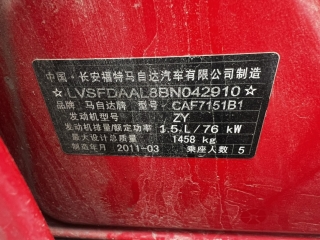 中国·长安福特马自达汽车有限公司制造
☆LVSFDAAL8BN042910☆
品牌 马自达牌 型号 CAF7151B1
发动机型号 ZY
发动机排量/额定功率 1.5 L/76 kW
最大设计总质量 1458 kg
制造年月 2011-03 乘座人数 5